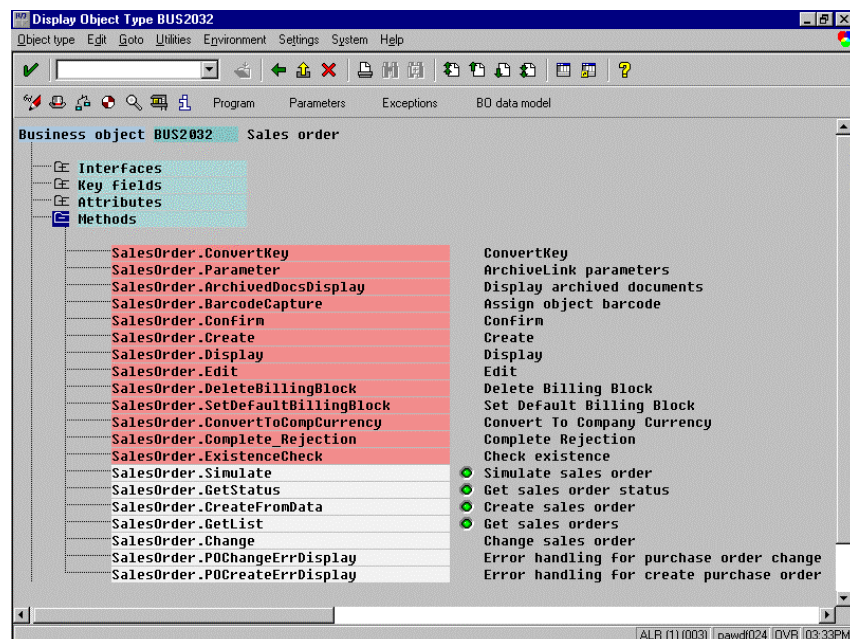 Display Object Type BUS2032
Object type Edit Goto Utilities Environment Settings System Help
Program Parameters Exceptions BO data model
Business object BUS2032 Sales order
Interfaces
Key fields
Attributes
Methods
SalesOrder.ConvertKey ConvertKey
SalesOrder.Parameter ArchiveLink parameters
SalesOrder.ArchivedDocsDisplay Display archived documents
SalesOrder.BarcodeCapture Assign object barcode
SalesOrder.Confirm Confirm
SalesOrder.Create Create
SalesOrder.Display Display
SalesOrder.Edit Edit
SalesOrder.DeleteBillingBlock Delete Billing Block
SalesOrder.SetDefaultBillingBlock Set Default Billing Block
SalesOrder.ConvertToCompCurrency Convert To Company Currency
SalesOrder.Complete_Rejection Complete Rejection
SalesOrder.ExistenceCheck Check existence
SalesOrder.Simulate Simulate sales order
SalesOrder.GetStatus Get sales order status
SalesOrder.CreateFromData Create sales order
SalesOrder.GetList Get sales orders
SalesOrder.Change Change sales order
SalesOrder.POChangeErrDisplay Error handling for purchase order change
SalesOrder.POCreateErrDisplay Error handling for create purchase order
ALR (1) (003) pawdf024 OVR 03:33PM